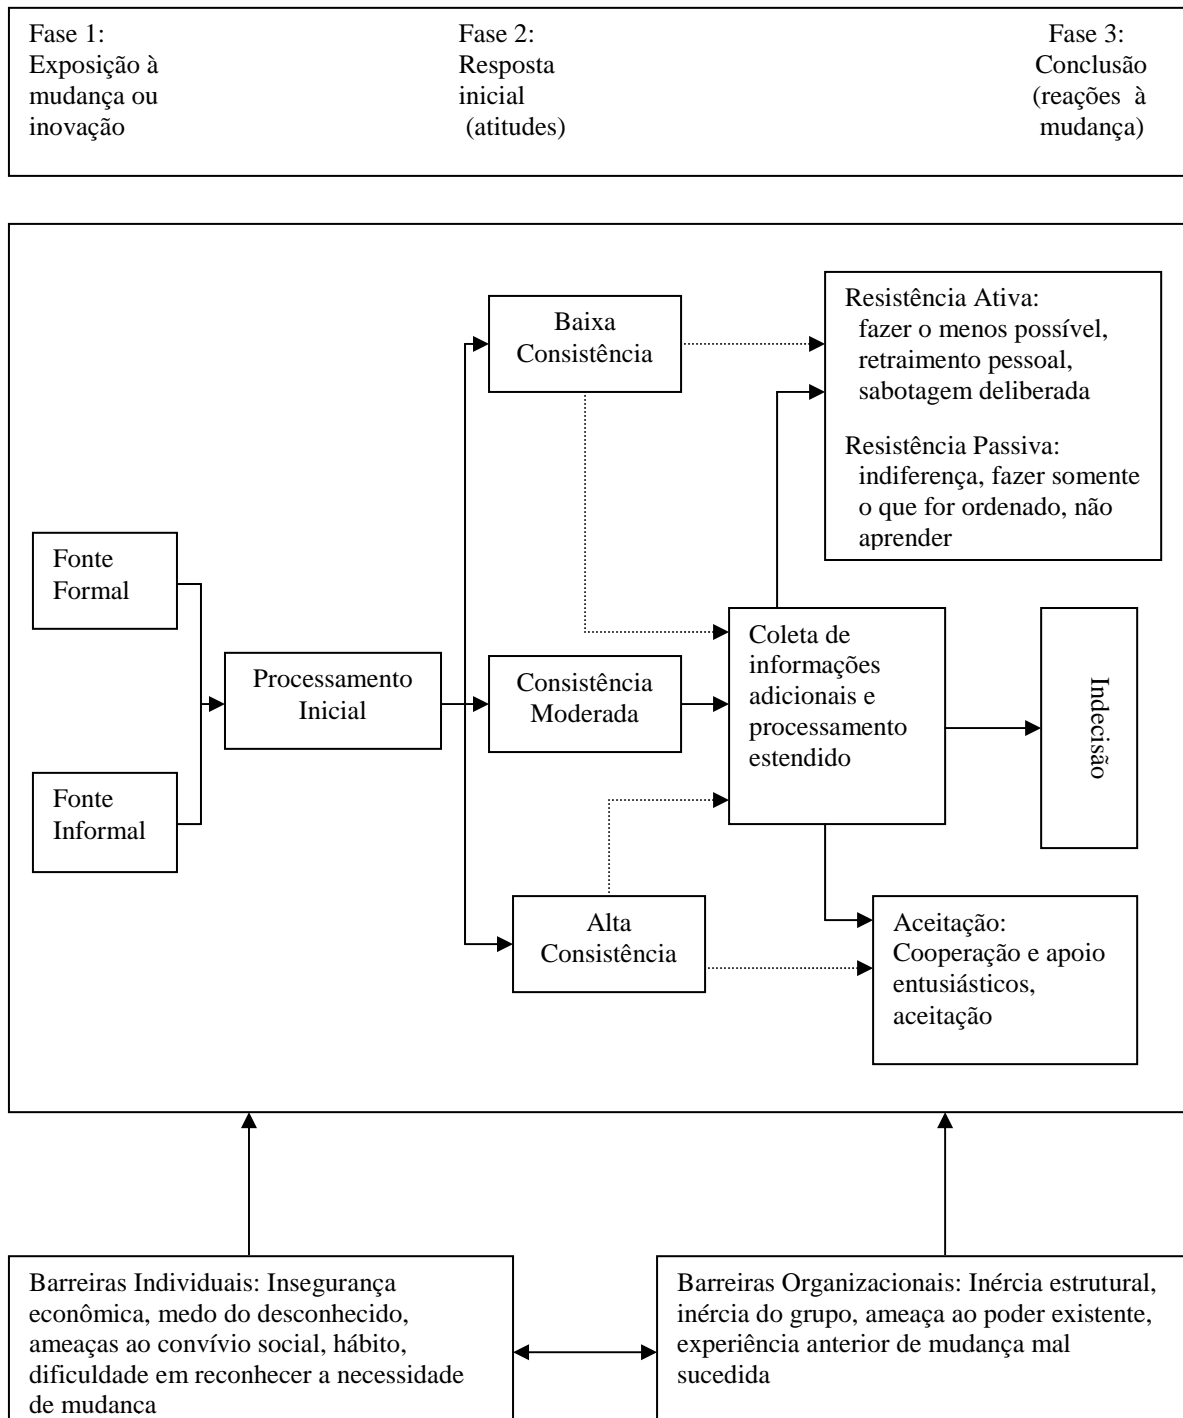 Fase 1:
Exposição à
mudança ou
inovação
Fase 2:
Resposta
inicial
(atitudes)
Fase 3:
Conclusão
(reações à
mudança)
Baixa
Consistência
Resistência Ativa:
fazer o menos possível,
retraimento pessoal,
sabotagem deliberada
Resistência Passiva:
indiferença, fazer somente
o que for ordenado, não
aprender
Fonte
Formal
Processamento
Inicial
Consistência
Moderada
Coleta de
informações
adicionais e
processamento
estendido
Indecisão
Fonte
Informal
Alta
Consistência
Aceitação:
Cooperação e apoio
entusiásticos,
aceitação
Barreiras Individuais: Insegurança
econômica, medo do desconhecido,
ameaças ao convívio social, hábito,
dificuldade em reconhecer a necessidade
de mudança
Barreiras Organizacionais: Inércia estrutural,
inércia do grupo, ameaça ao poder existente,
experiência anterior de mudança mal
sucedida